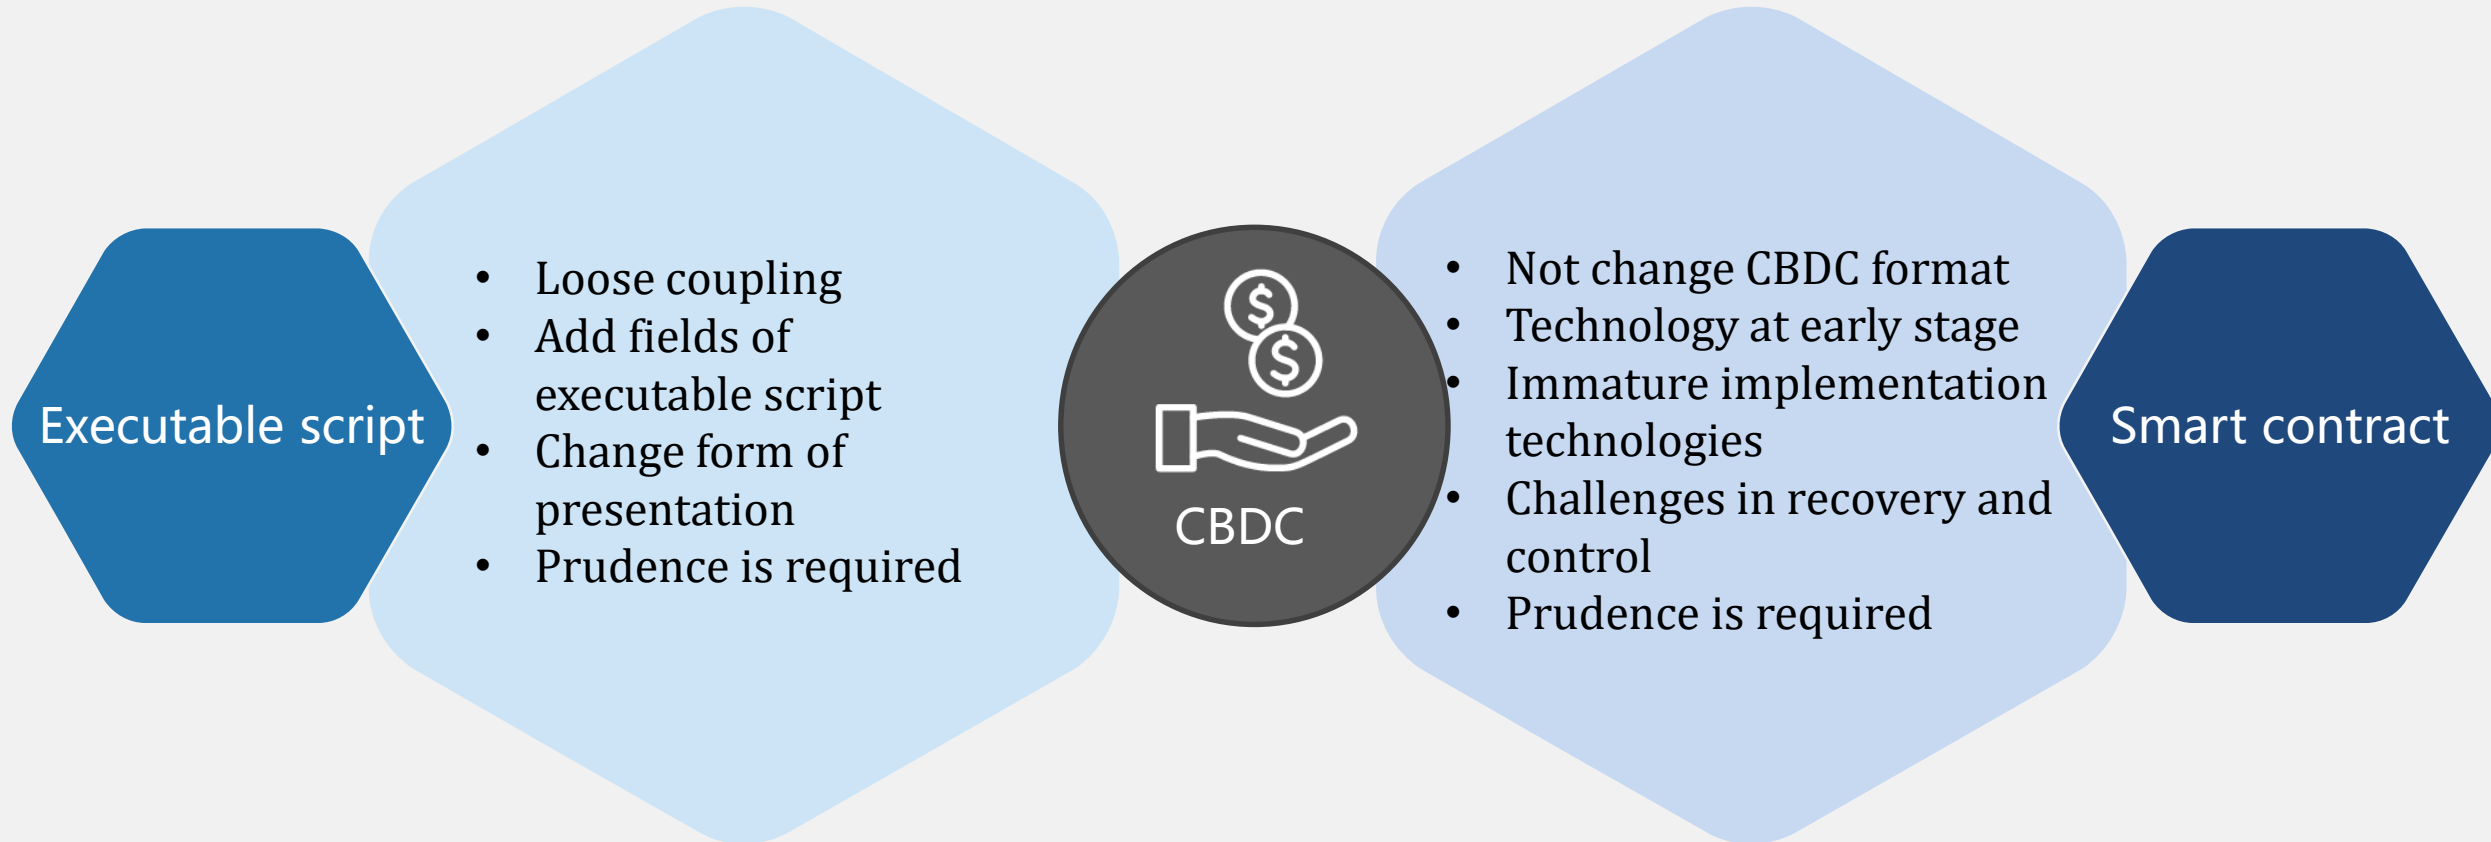 Executable script
• Loose coupling
• Add fields of
executable script
• Change form of
presentation
• Prudence is required
$
$
CBDC
• Not change CBDC format
• Technology at early stage
• Immature implementation
technologies
• Challenges in recovery and
control
• Prudence is required
Smart contract